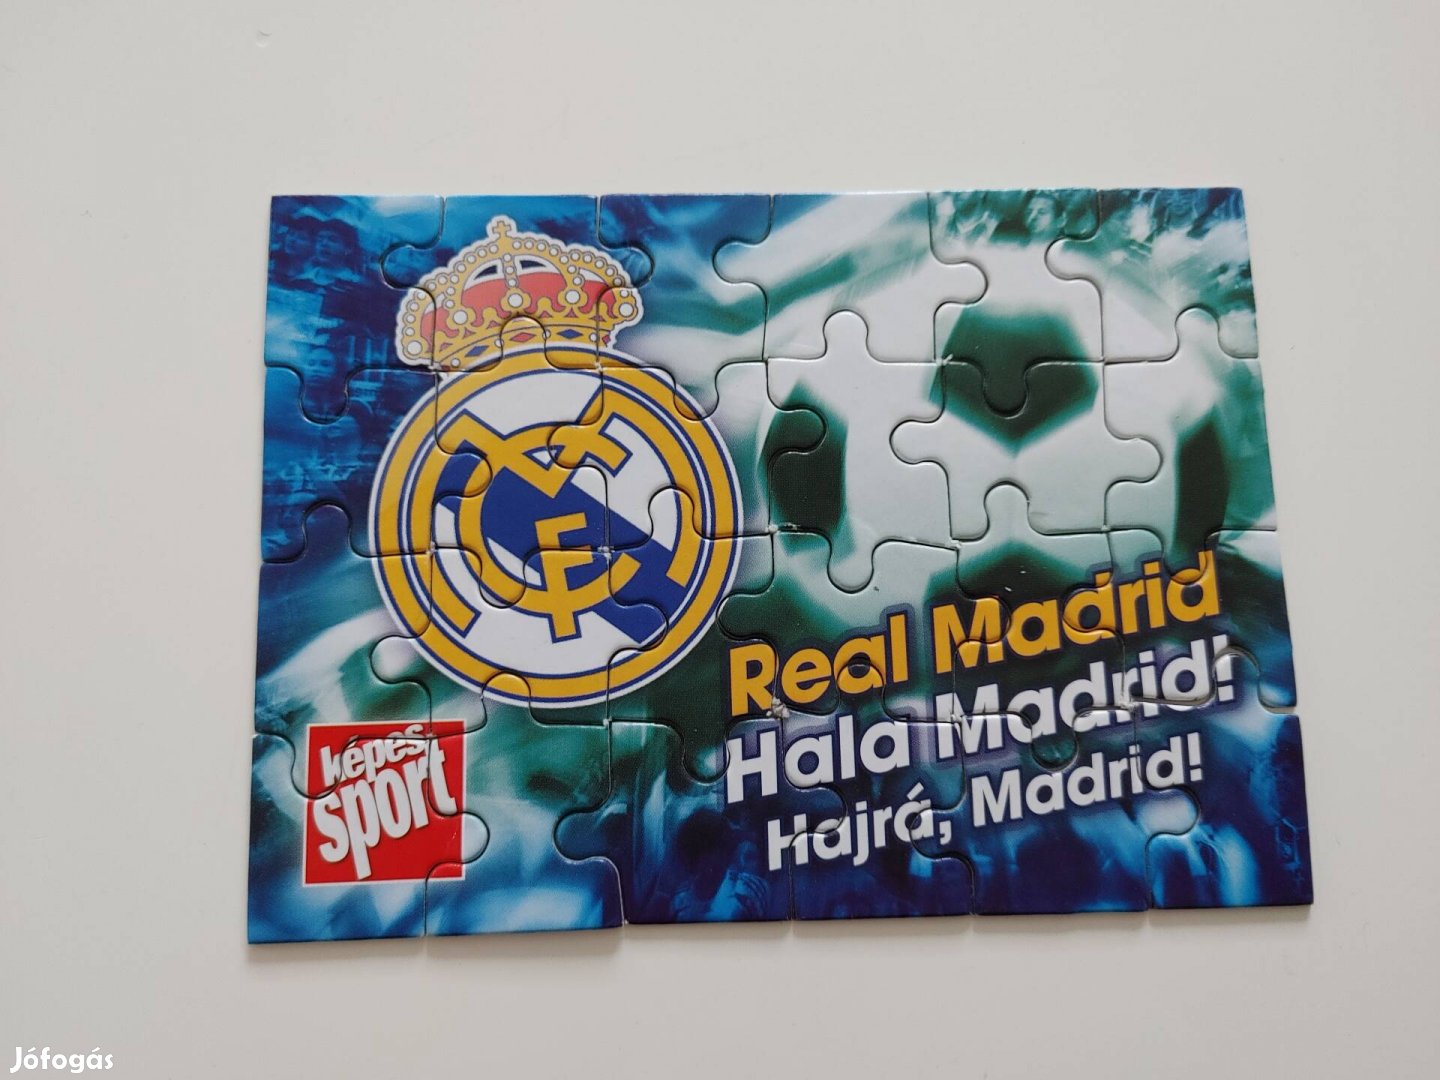 Real Madrid
Hala Madrid!
Hajrá, Madrid!
képes
sport
Jófogás